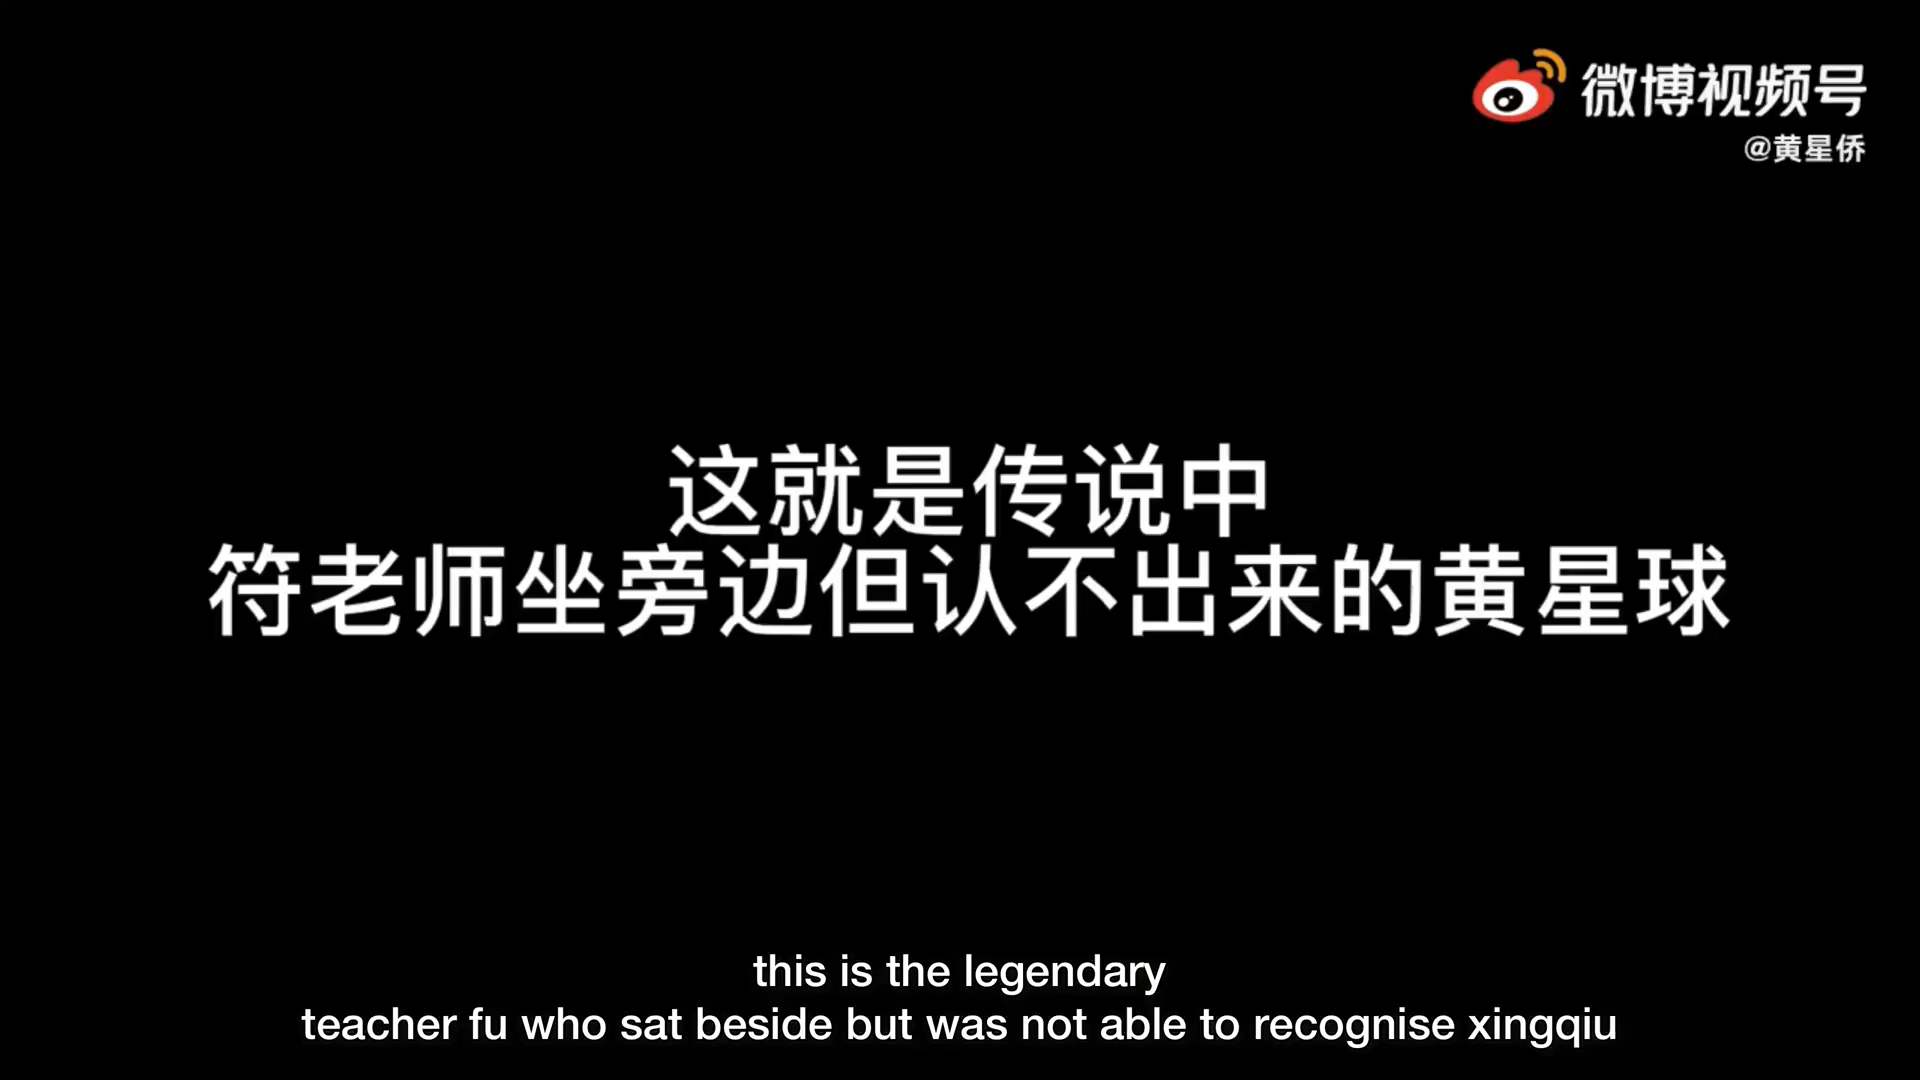 微博视频号
@黄星侨
这就是传说中
符老师坐旁边但认不出来的黄星球
this is the legendary
teacher fu who sat beside but was not able to recognise xingqiu